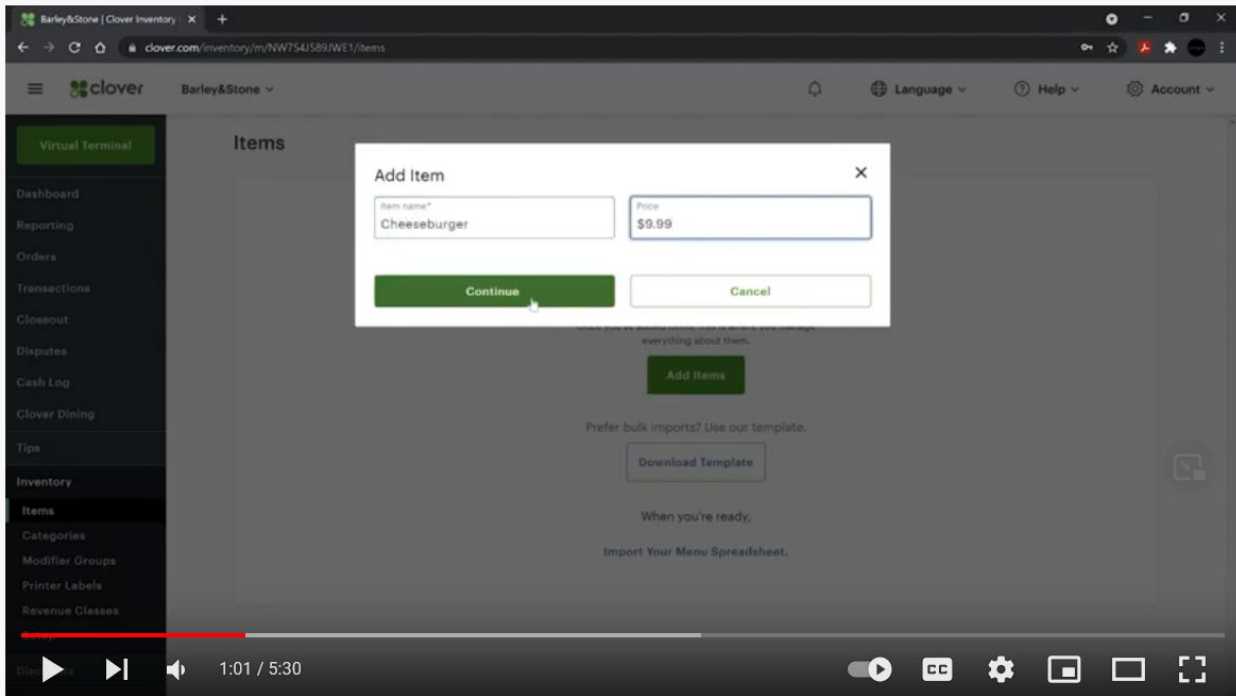 Barley&Stone | Clover Inventory
clover.com/inventory/m/NW7S4J589JWE1/items
clover
Barley&Stone
Language
Help
Account
Virtual Terminal
Items
Dashboard
Reporting
Orders
Transactions
Closeout
Disputes
Cash Log
Clover Dining
Tips
Inventory
Items
Categories
Modifier Groups
Printer Labels
Revenue Classes
Add Item
Item name*
Cheeseburger
Price
$9.99
Continue
Cancel
everything about them.
Add Items
Prefer bulk imports? Use our template.
Download Template
When you're ready,
Import Your Menu Spreadsheet.
1:01 / 5:30
CC